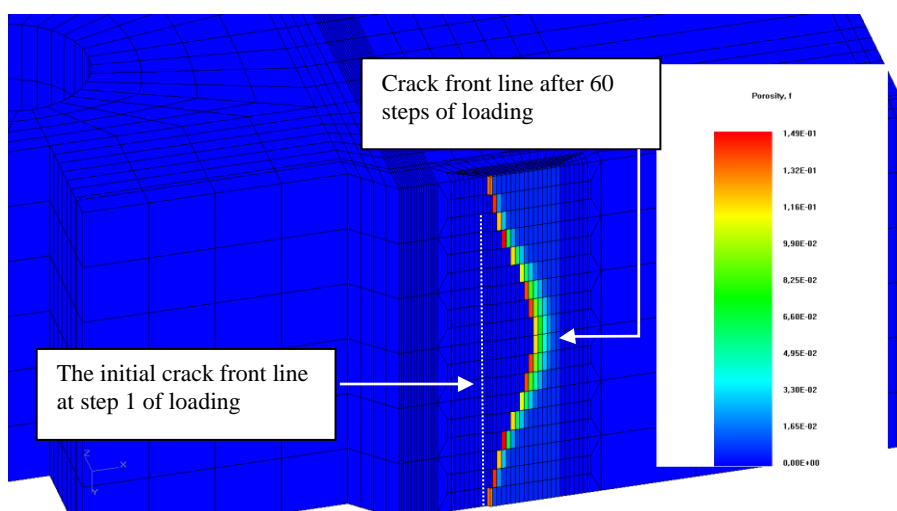 Crack front line after 60
steps of loading
Porosity, f
1,49E-01
1,32E-01
1,16E-01
9,90E-02
8,25E-02
6,60E-02
4,95E-02
3,30E-02
1,65E-02
0,00E+00
The initial crack front line
at step 1 of loading
Z
X
Y